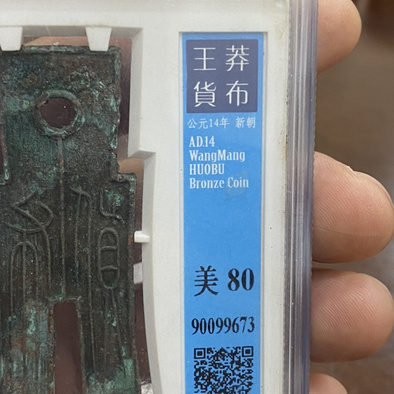 王莽
貨布
公元14年 新朝
AD.14
WangMang
HUOBU
Bronze Coin
美 80
90099673